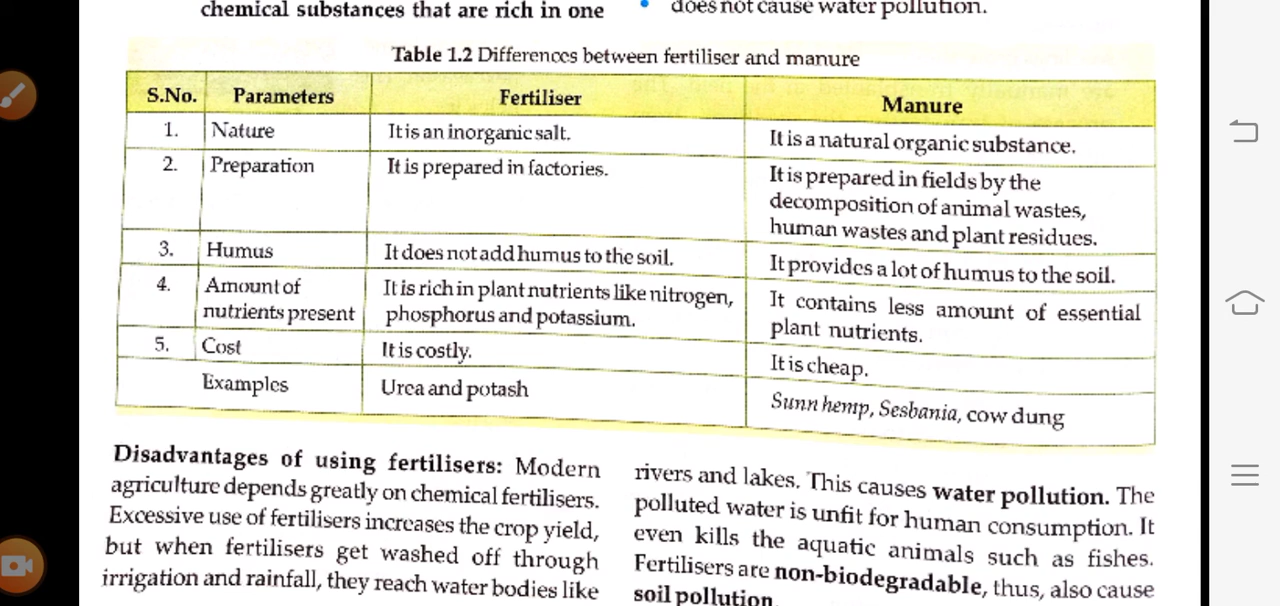 chemical substances that are rich in one
• does not cause water pollution.
Table 1.2 Differences between fertiliser and manure
S.No. Parameters Fertiliser Manure
1. Nature It is an inorganic salt. It is a natural organic substance.
2. Preparation It is prepared in factories. It is prepared in fields by the
decomposition of animal wastes,
human wastes and plant residues.
3. Humus It does not add humus to the soil. It provides a lot of humus to the soil.
4. Amount of It is rich in plant nutrients like nitrogen, It contains less amount of essential
nutrients present phosphorus and potassium. plant nutrients.
5. Cost It is costly. It is cheap.
Examples Urea and potash Sunn hemp, Sesbania, cow dung
Disadvantages of using fertilisers: Modern
agriculture depends greatly on chemical fertilisers.
Excessive use of fertilisers increases the crop yield,
but when fertilisers get washed off through
irrigation and rainfall, they reach water bodies like
rivers and lakes. This causes water pollution. The
polluted water is unfit for human consumption. It
even kills the aquatic animals such as fishes.
Fertilisers are non-biodegradable, thus, also cause
soil pollution.